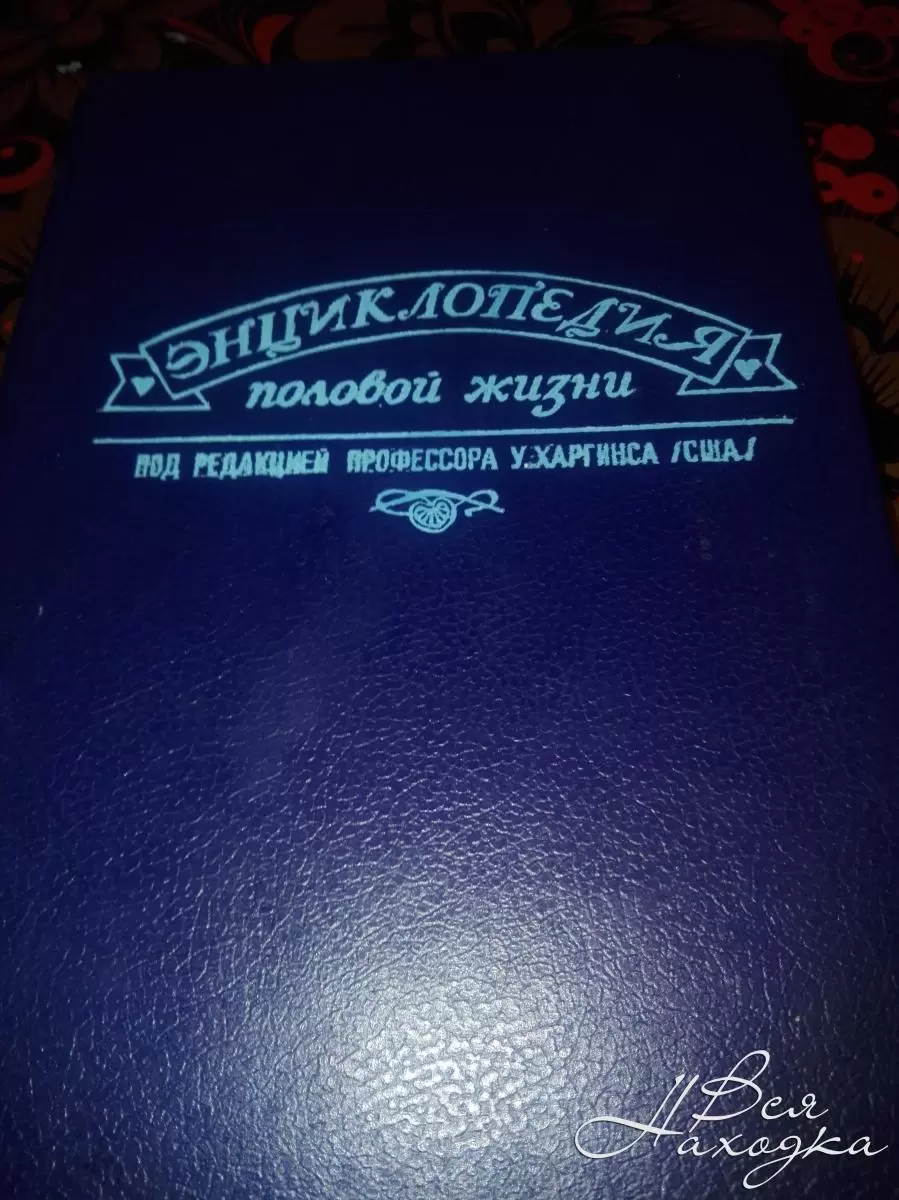 ЭНЦИКЛОПЕДИЯ
половой жизни
ПОД РЕДАКЦИЕЙ ПРОФЕССОРА У.ХАРГИНСА /США/
Вся
Находка